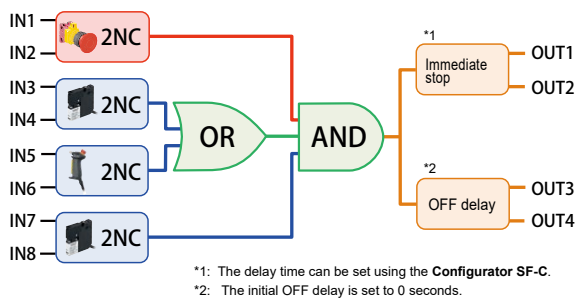 IN1
IN2
2NC
IN3
IN4
2NC
IN5
IN6
2NC
IN7
IN8
2NC
OR
AND
*1
Immediate
stop
OUT1
OUT2
*2
OFF delay
OUT3
OUT4
*1: The delay time can be set using the Configurator SF-C.
*2: The initial OFF delay is set to 0 seconds.